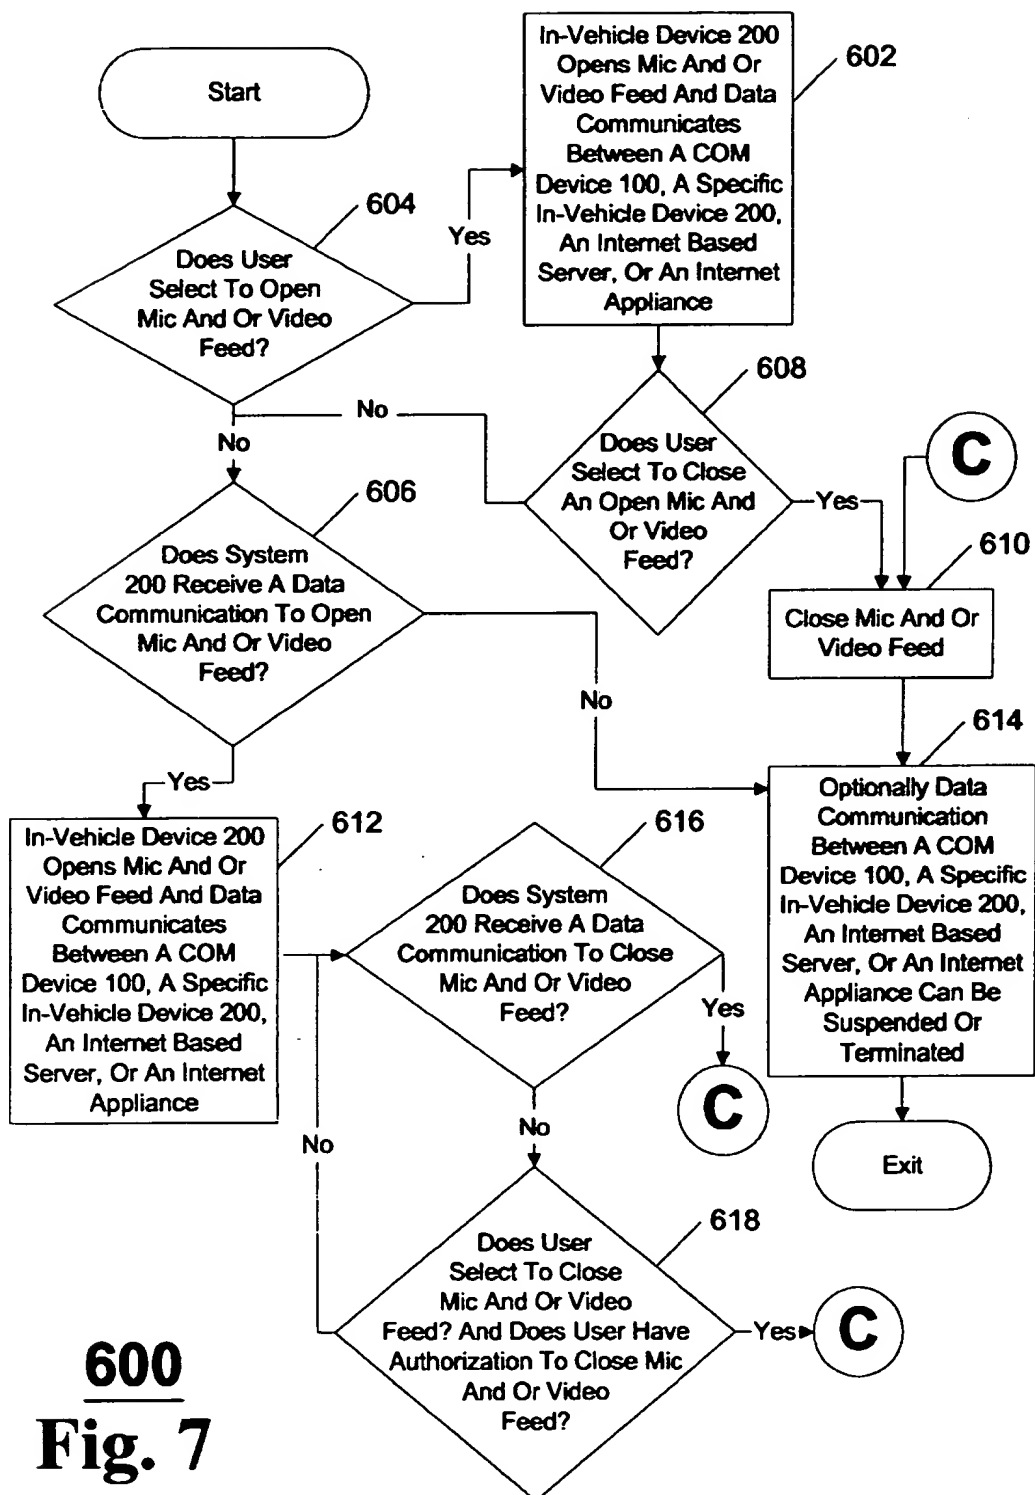 Start
604
Does User
Select To Open
Mic And Or Video
Feed?
Yes
In-Vehicle Device 200
Opens Mic And Or
Video Feed And Data
Communicates
Between A COM
Device 100, A Specific
In-Vehicle Device 200,
An Internet Based
Server, Or An Internet
Appliance
602
608
Does User
Select To Close
An Open Mic And
Or Video
Feed?
No
No
Yes
C
610
Close Mic And Or
Video Feed
606
Does System
200 Receive A Data
Communication To Open
Mic And Or Video
Feed?
No
Yes
614
Optionally Data
Communication
Between A COM
Device 100, A Specific
In-Vehicle Device 200,
An Internet Based
Server, Or An Internet
Appliance Can Be
Suspended Or
Terminated
Exit
612
In-Vehicle Device 200
Opens Mic And Or
Video Feed And Data
Communicates
Between A COM
Device 100, A Specific
In-Vehicle Device 200,
An Internet Based
Server, Or An Internet
Appliance
616
Does System
200 Receive A Data
Communication To Close
Mic And Or Video
Feed?
Yes
C
No
No
618
Does User
Select To Close
Mic And Or Video
Feed? And Does User Have
Authorization To Close Mic
And Or Video
Feed?
Yes
C
600
Fig. 7